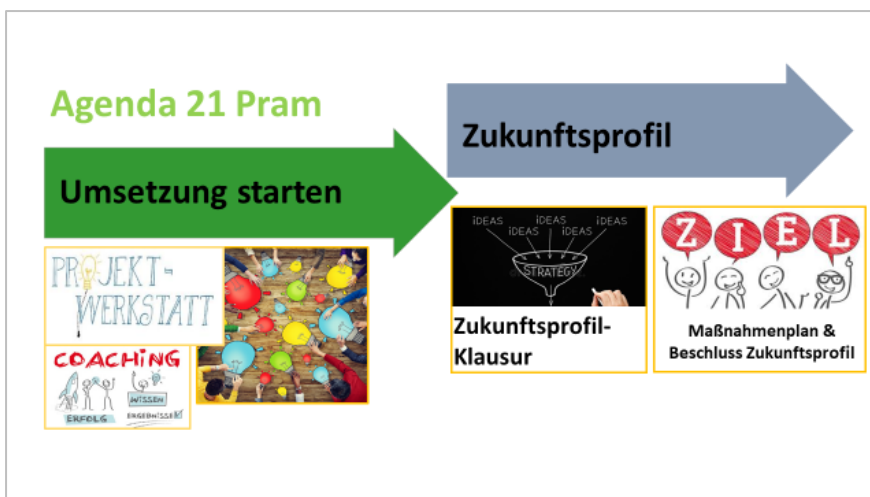 Agenda 21 Pram
Umsetzung starten
PROJEKT-
WERKSTATT
COACHING
WISSEN
ERFOLG
ERGEBNISSE
Zukunftsprofil
iDEAS
iDEAS
iDEAS
iDEAS
iDEAS
STRATEGY
Zukunftsprofil-
Klausur
ZIEL
Maßnahmenplan &
Beschluss Zukunftsprofil